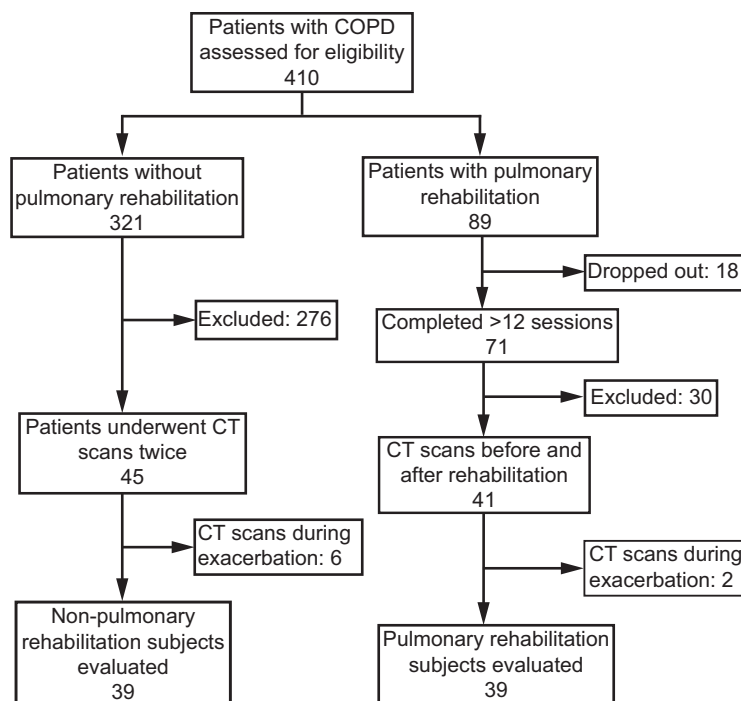 Patients with COPD
assessed for eligibility
410
Patients without
pulmonary rehabilitation
321
Patients with pulmonary
rehabilitation
89
Dropped out: 18
Excluded: 276
Completed >12 sessions
71
Excluded: 30
Patients underwent CT
scans twice
45
CT scans before and
after rehabilitation
41
CT scans during
exacerbation: 6
CT scans during
exacerbation: 2
Non-pulmonary
rehabilitation subjects
evaluated
39
Pulmonary rehabilitation
subjects evaluated
39